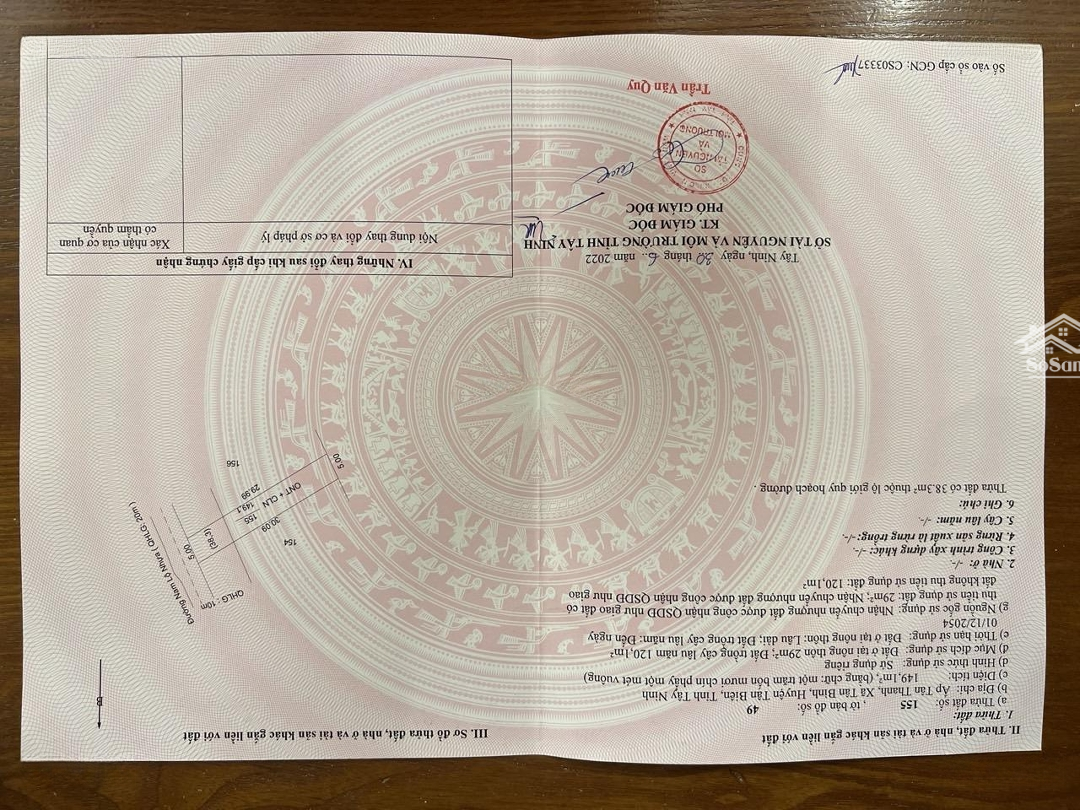 II. Thửa đất, nhà ở và tài sản khác gắn liền với đất
1. Thửa đất:
a) Thửa đất số: 155 , tờ bản đồ số: 49
b) Địa chỉ: Ấp Tân Thanh, Xã Tân Bình, Huyện Tân Biên, Tỉnh Tây Ninh
c) Diện tích: 149,1m², (bằng chữ: một trăm bốn mươi chín phẩy một mét vuông)
d) Hình thức sử dụng: Sử dụng riêng
đ) Mục đích sử dụng: Đất ở tại nông thôn 29m²; Đất trồng cây lâu năm 120,1m²
e) Thời hạn sử dụng: Đất ở tại nông thôn: Lâu dài; Đất trồng cây lâu năm: Đến ngày
01/12/2054
g) Nguồn gốc sử dụng: Nhận chuyển nhượng đất được công nhận QSDĐ như giao đất có
thu tiền sử dụng đất: 29m²; Nhận chuyển nhượng đất được công nhận QSDĐ như giao
đất không thu tiền sử dụng đất: 120,1m²
2. Nhà ở: -/-
3. Công trình xây dựng khác: -/-
4. Rừng sản xuất là rừng trồng: -/-
5. Cây lâu năm: -/-
6. Ghi chú:
Thửa đất có 38.3m² thuộc lộ giới quy hoạch đường .
Tây Ninh, ngày 30 tháng 6 năm 2022
SỞ TÀI NGUYÊN VÀ MÔI TRƯỜNG TỈNH TÂY NINH
KT. GIÁM ĐỐC
PHÓ GIÁM ĐỐC
SỞ
TÀI NGUYÊN
VÀ
MÔI TRƯỜNG
Trần Văn Quy
Số vào sổ cấp GCN: CS03337
III. Sơ đồ thửa đất, nhà ở và tài sản khác gắn liền với đất
B
Đường Nam Lộ Nhựa ( QHLG: 20m)
QHLG : 10m
5.00
(38.3)
154
30.09
155
149.1
ONT + CLN
29.99
156
5.00
IV. Những thay đổi sau khi cấp giấy chứng nhận
Nội dung thay đổi và cơ sở pháp lý
Xác nhận của cơ quan
có thẩm quyền
SoSan